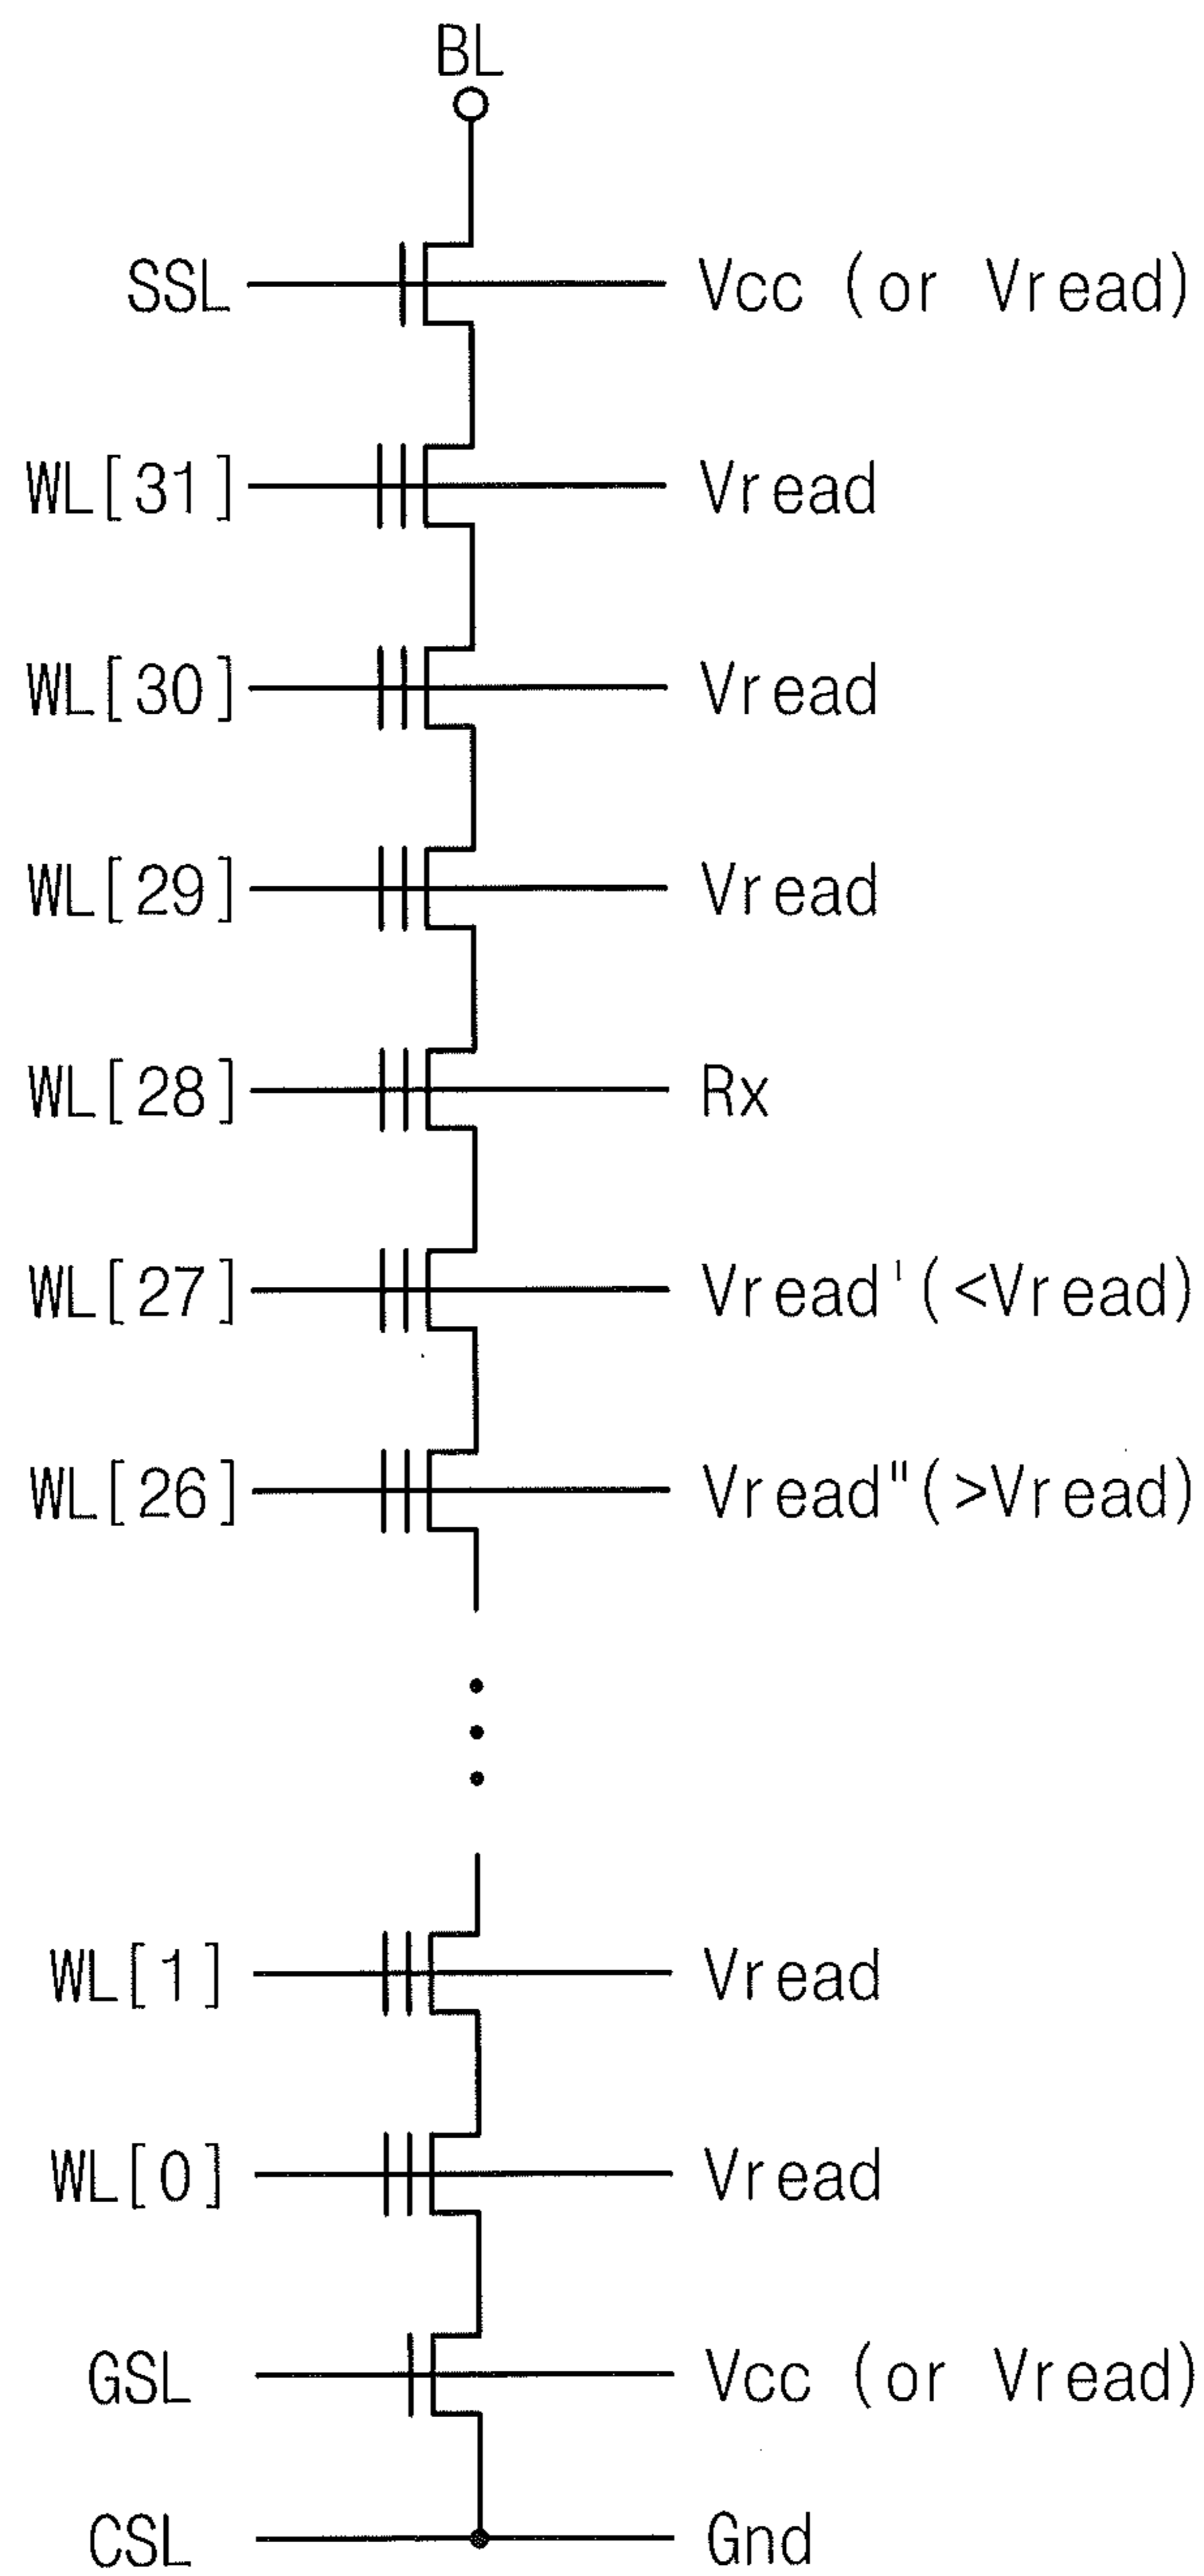 BL
SSL Vcc (or Vread)
WL[31] Vread
WL[30] Vread
WL[29] Vread
WL[28] Rx
WL[27] Vread'(<Vread)
WL[26] Vread"(>Vread)
WL[1] Vread
WL[0] Vread
GSL Vcc (or Vread)
CSL Gnd